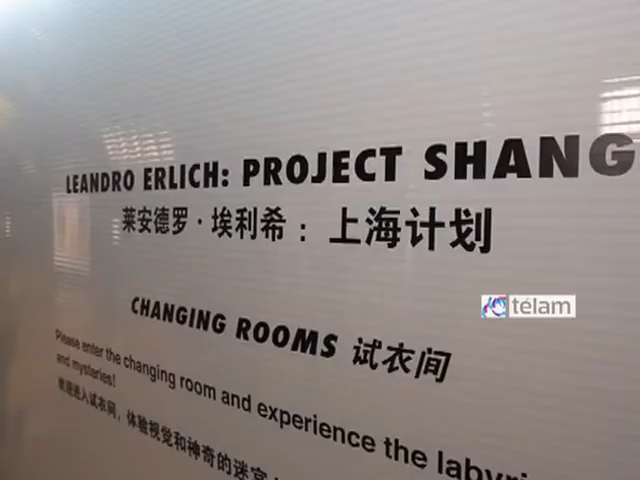 LEANDRO ERLICH: PROJECT SHANG
莱安德罗·埃利希：上海计划
télam
CHANGING ROOMS 试衣间
Please enter the changing room and experience the labyri
and mysteries!
欢迎进入试衣间，体验视觉和神奇的迷宫